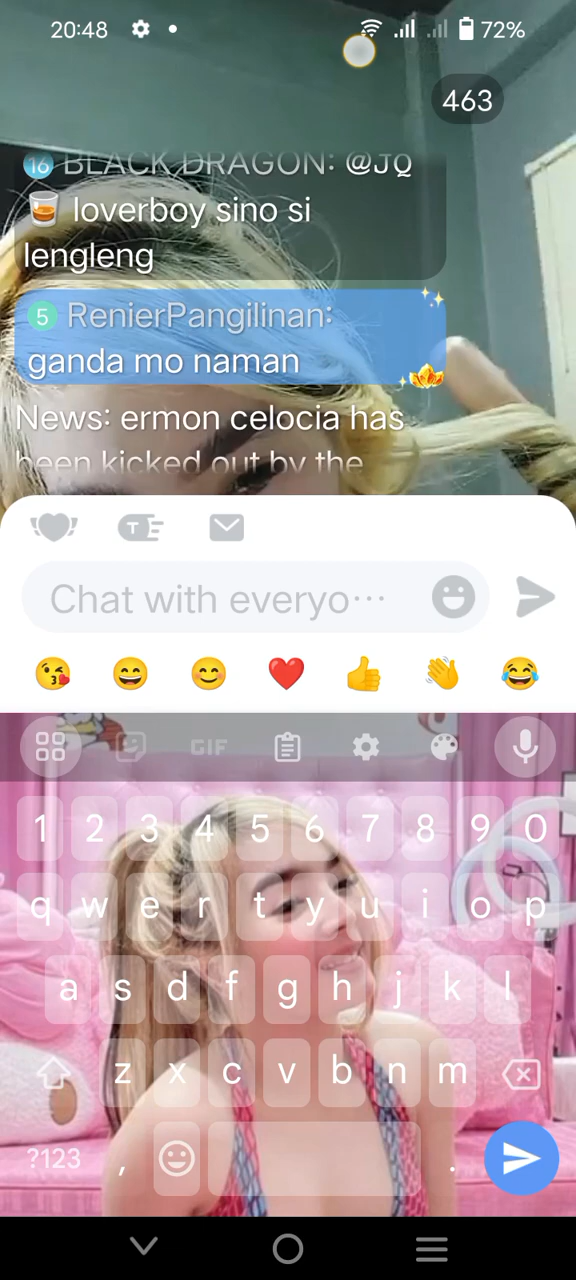 20:48
72%
463
16 BLACK DRAGON: @JQ
🥃 loverboy sino si
lengleng
5 RenierPangilinan:
ganda mo naman
News: ermon celocia has
been kicked out by the
T
Chat with everyo···
GIF
1 2 3 4 5 6 7 8 9 0
q w e r t y u i o p
a s d f g h j k l
z x c v b n m
?123 , .